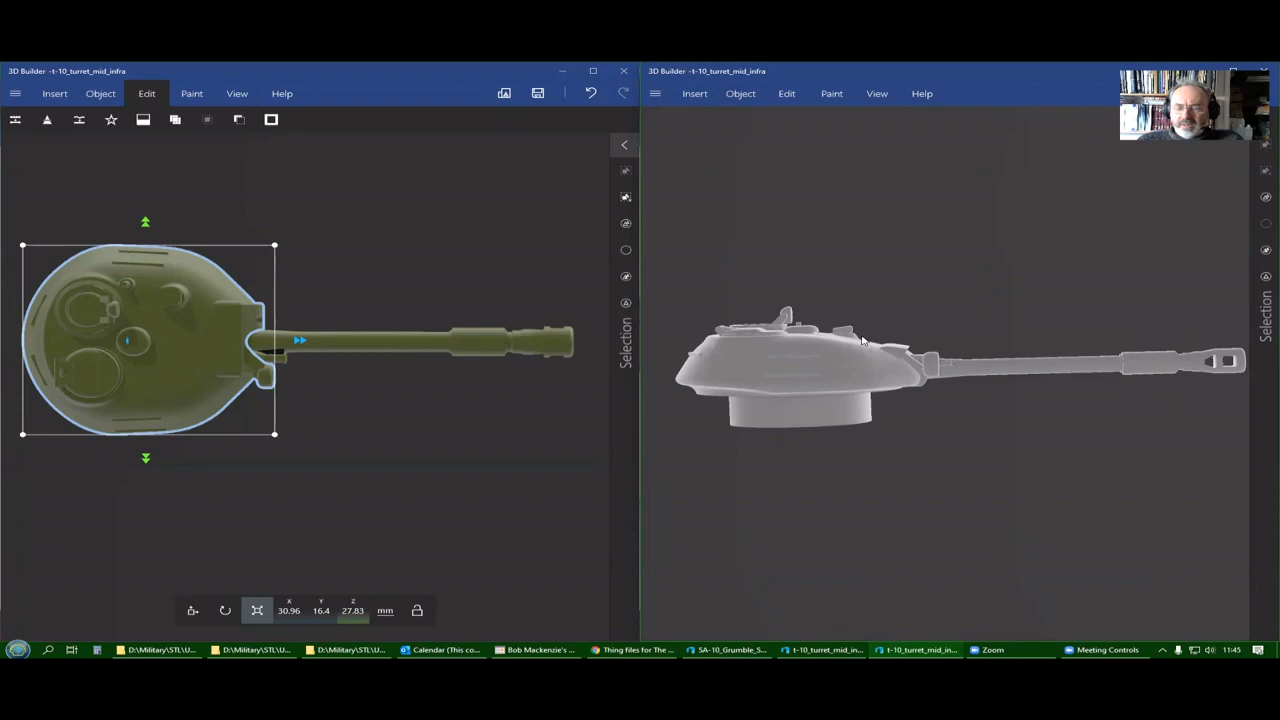 3D Builder -t-10_turret_mid_infra
Insert Object Edit Paint View Help
Selection
X Y Z
30.96 16.4 27.83 mm
3D Builder -t-10_turret_mid_infra
Insert Object Edit Paint View Help
Selection
D:\Military\STL\U... D:\Military\STL\U... D:\Military\STL\U... Calendar (This co... Bob Mackenzie's ... Thing files for The ... SA-10_Grumble_S... t-10_turret_mid_in... t-10_turret_mid_in... Zoom Meeting Controls 11:45